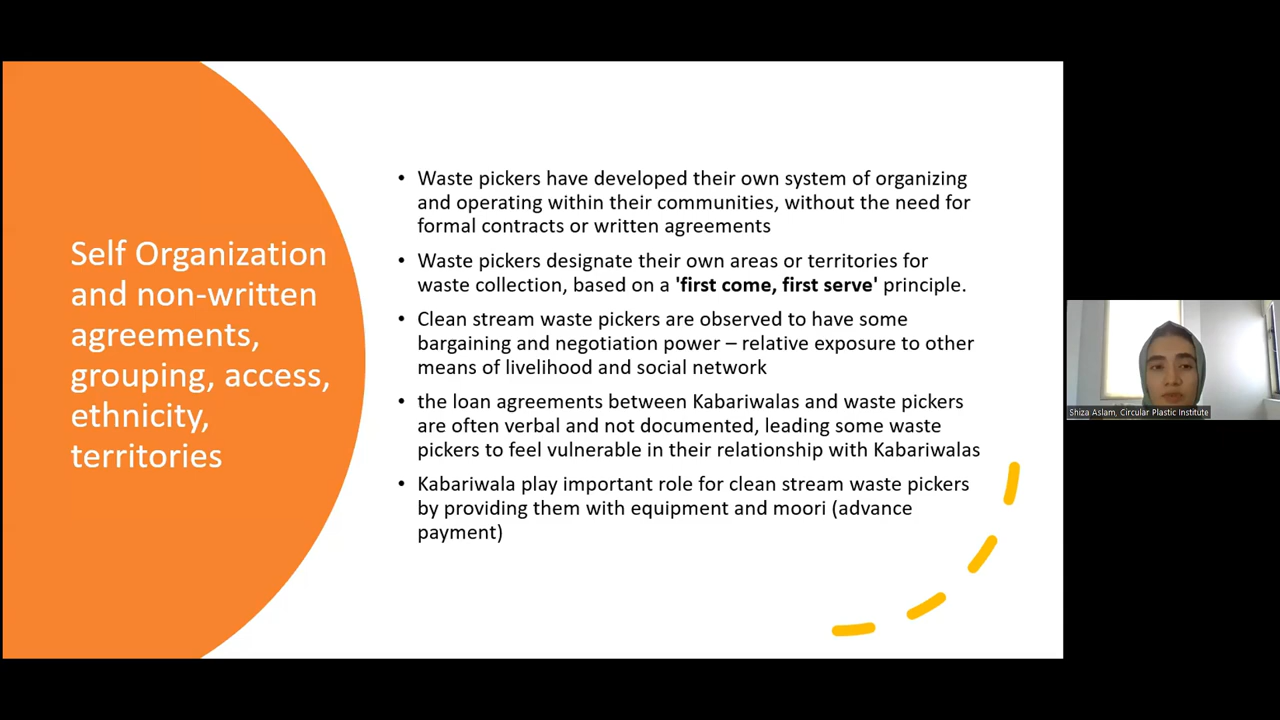 Self Organization
and non-written
agreements,
grouping, access,
ethnicity,
territories
• Waste pickers have developed their own system of organizing
and operating within their communities, without the need for
formal contracts or written agreements
• Waste pickers designate their own areas or territories for
waste collection, based on a 'first come, first serve' principle.
• Clean stream waste pickers are observed to have some
bargaining and negotiation power – relative exposure to other
means of livelihood and social network
• the loan agreements between Kabariwalas and waste pickers
are often verbal and not documented, leading some waste
pickers to feel vulnerable in their relationship with Kabariwalas
• Kabariwala play important role for clean stream waste pickers
by providing them with equipment and moori (advance
payment)
Shiza Aslam, Circular Plastic Institute